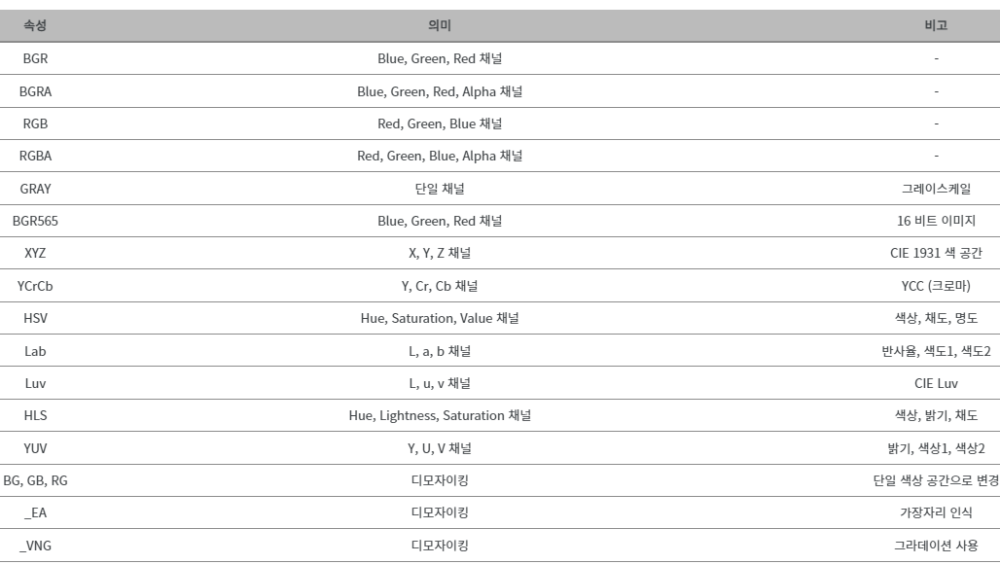 속성 의미 비고
BGR Blue, Green, Red 채널 -
BGRA Blue, Green, Red, Alpha 채널 -
RGB Red, Green, Blue 채널 -
RGBA Red, Green, Blue, Alpha 채널 -
GRAY 단일 채널 그레이스케일
BGR565 Blue, Green, Red 채널 16 비트 이미지
XYZ X, Y, Z 채널 CIE 1931 색 공간
YCrCb Y, Cr, Cb 채널 YCC (크로마)
HSV Hue, Saturation, Value 채널 색상, 채도, 명도
Lab L, a, b 채널 반사율, 색도1, 색도2
Luv L, u, v 채널 CIE Luv
HLS Hue, Lightness, Saturation 채널 색상, 밝기, 채도
YUV Y, U, V 채널 밝기, 색상1, 색상2
BG, GB, RG 디모자이킹 단일 색상 공간으로 변경
_EA 디모자이킹 가장자리 인식
_VNG 디모자이킹 그라데이션 사용